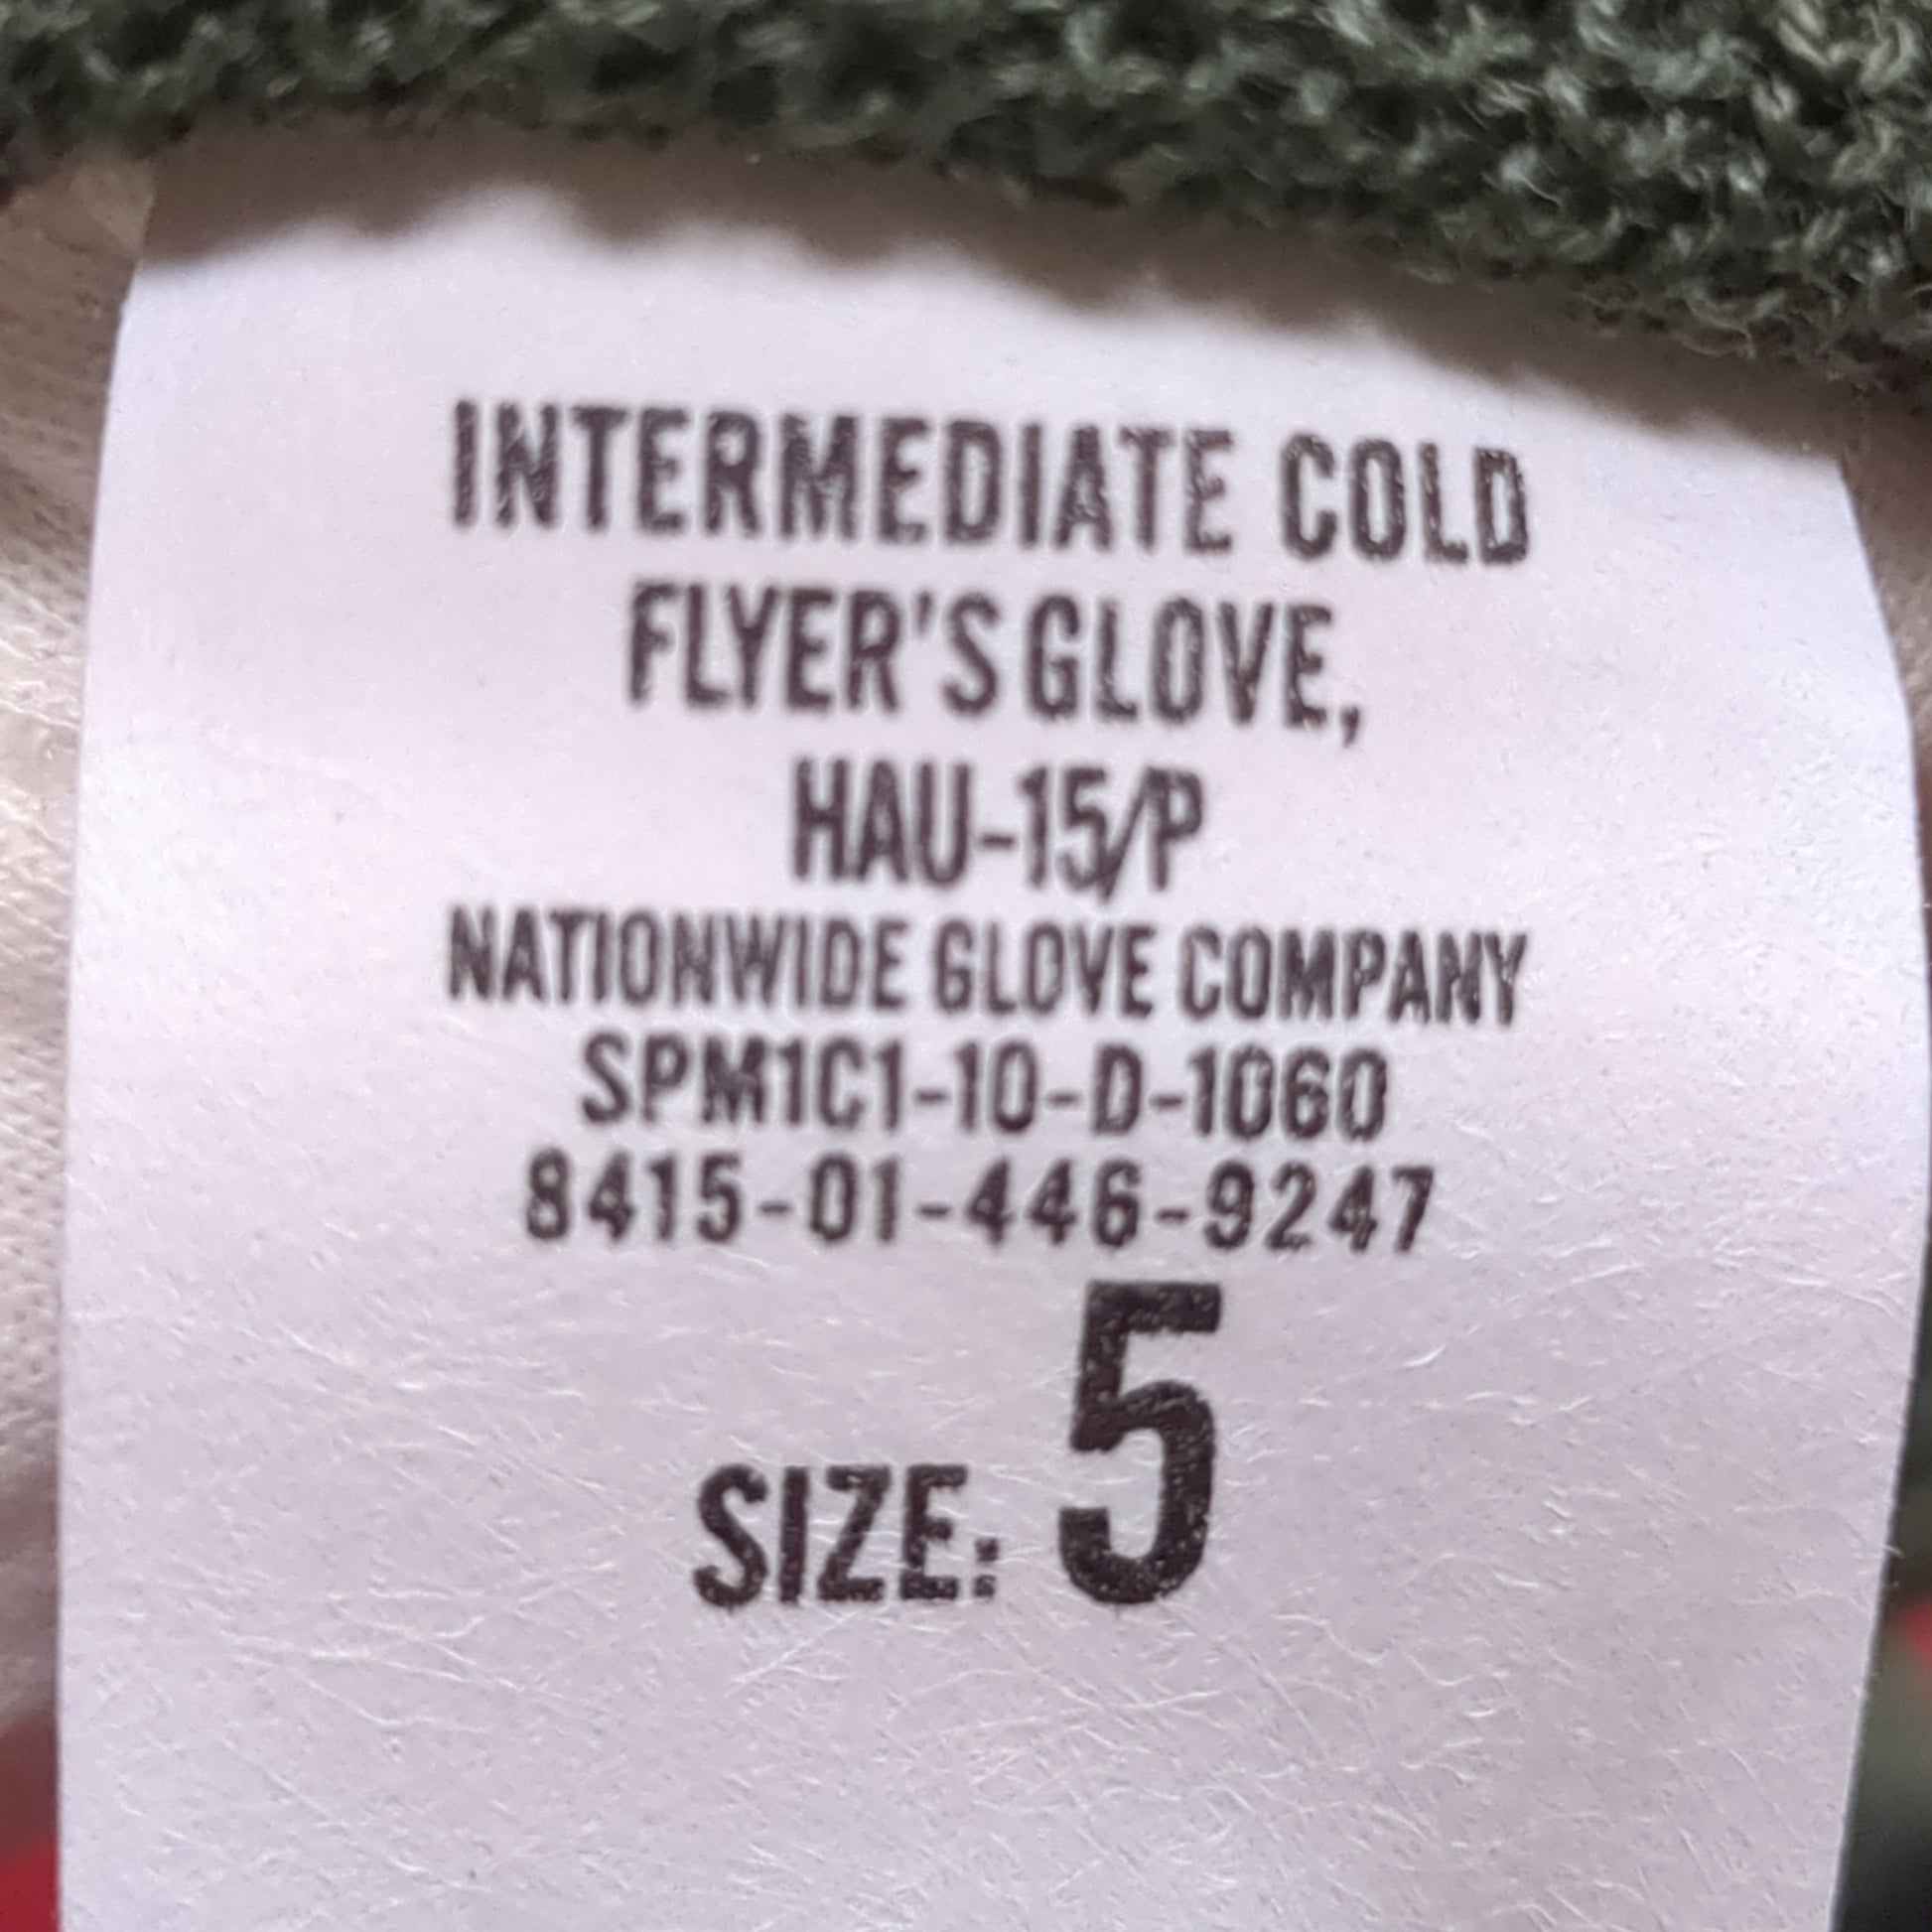 INTERMEDIATE COLD
FLYER'S GLOVE,
HAU-15/P
NATIONWIDE GLOVE COMPANY
SPM1C1-10-D-1060
8415-01-446-9247
SIZE: 5